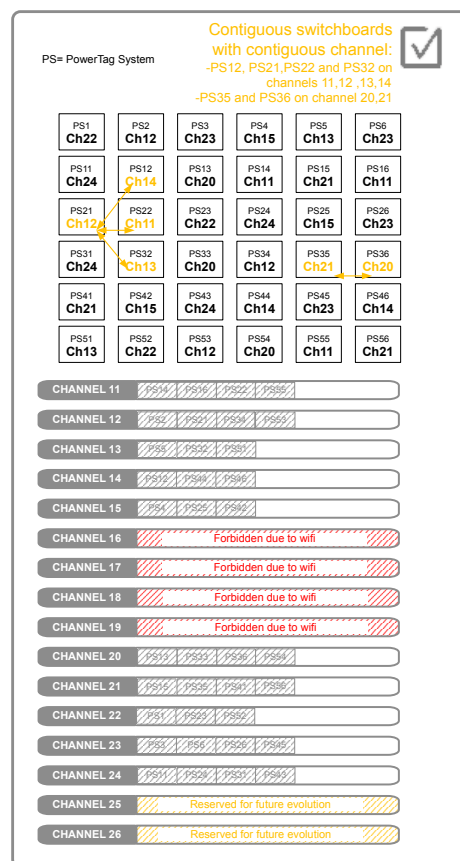 Contiguous switchboards
with contiguous channel:
PS= PowerTag System
-PS12, PS21,PS22 and PS32 on
channels 11,12 ,13,14
-PS35 and PS36 on channel 20,21
PS1 PS2 PS3 PS4 PS5 PS6
Ch22 Ch12 Ch23 Ch15 Ch13 Ch23
PS11 PS12 PS13 PS14 PS15 PS16
Ch24 Ch14 Ch20 Ch11 Ch21 Ch11
PS21 PS22 PS23 PS24 PS25 PS26
Ch12 Ch11 Ch22 Ch24 Ch15 Ch23
PS31 PS32 PS33 PS34 PS35 PS36
Ch24 Ch13 Ch20 Ch12 Ch21 Ch20
PS41 PS42 PS43 PS44 PS45 PS46
Ch21 Ch15 Ch24 Ch14 Ch23 Ch14
PS51 PS52 PS53 PS54 PS55 PS56
Ch13 Ch22 Ch12 Ch20 Ch11 Ch21
CHANNEL 11 PS14 PS16 PS22 PS55
CHANNEL 12 PS2 PS21 PS34 PS53
CHANNEL 13 PS5 PS32 PS51
CHANNEL 14 PS12 PS44 PS46
CHANNEL 15 PS4 PS25 PS42
CHANNEL 16 Forbidden due to wifi
CHANNEL 17 Forbidden due to wifi
CHANNEL 18 Forbidden due to wifi
CHANNEL 19 Forbidden due to wifi
CHANNEL 20 PS13 PS33 PS36 PS54
CHANNEL 21 PS15 PS35 PS41 PS56
CHANNEL 22 PS1 PS23 PS52
CHANNEL 23 PS3 PS6 PS26 PS45
CHANNEL 24 PS11 PS24 PS31 PS43
CHANNEL 25 Reserved for future evolution
CHANNEL 26 Reserved for future evolution